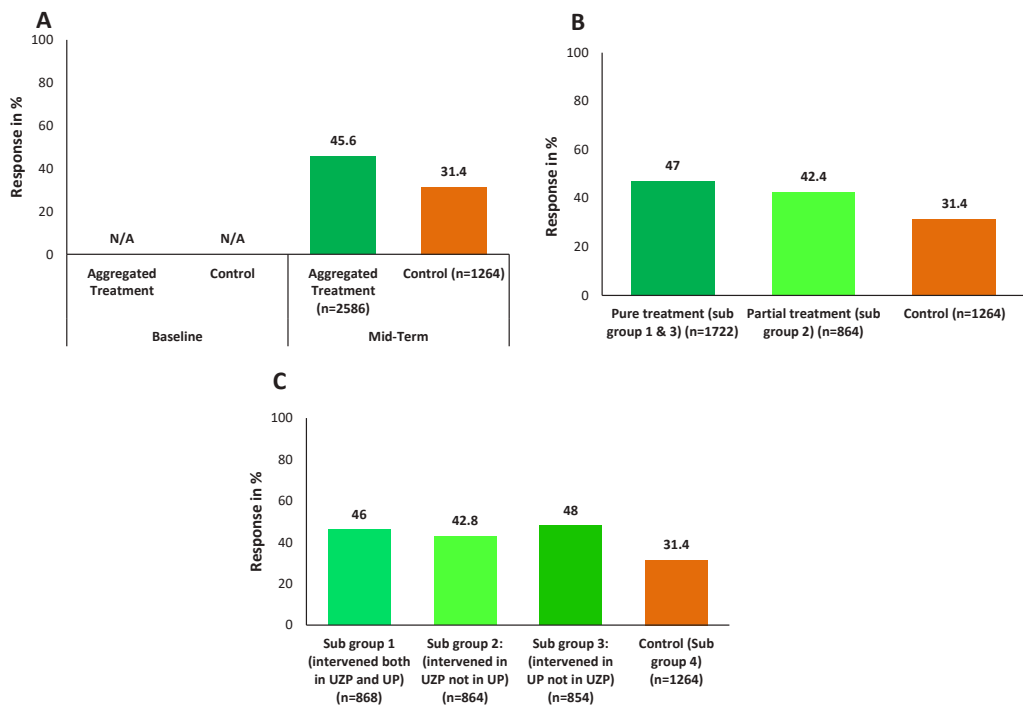 A
Response in %
100
80
60
40
20
0
N/A
N/A
45.6
31.4
Aggregated
Treatment
Control
Aggregated
Treatment
(n=2586)
Control (n=1264)
Baseline
Mid-Term
B
Response in %
100
80
60
40
20
0
47
42.4
31.4
Pure treatment (sub
group 1 & 3) (n=1722)
Partial treatment (sub
group 2) (n=864)
Control (n=1264)
C
Response in %
100
80
60
40
20
0
46
42.8
48
31.4
Sub group 1
(intervened both
in UZP and UP)
(n=868)
Sub group 2:
(intervened in
UZP not in UP)
(n=864)
Sub group 3:
(intervened in
UP not in UZP)
(n=854)
Control (Sub
group 4)
(n=1264)